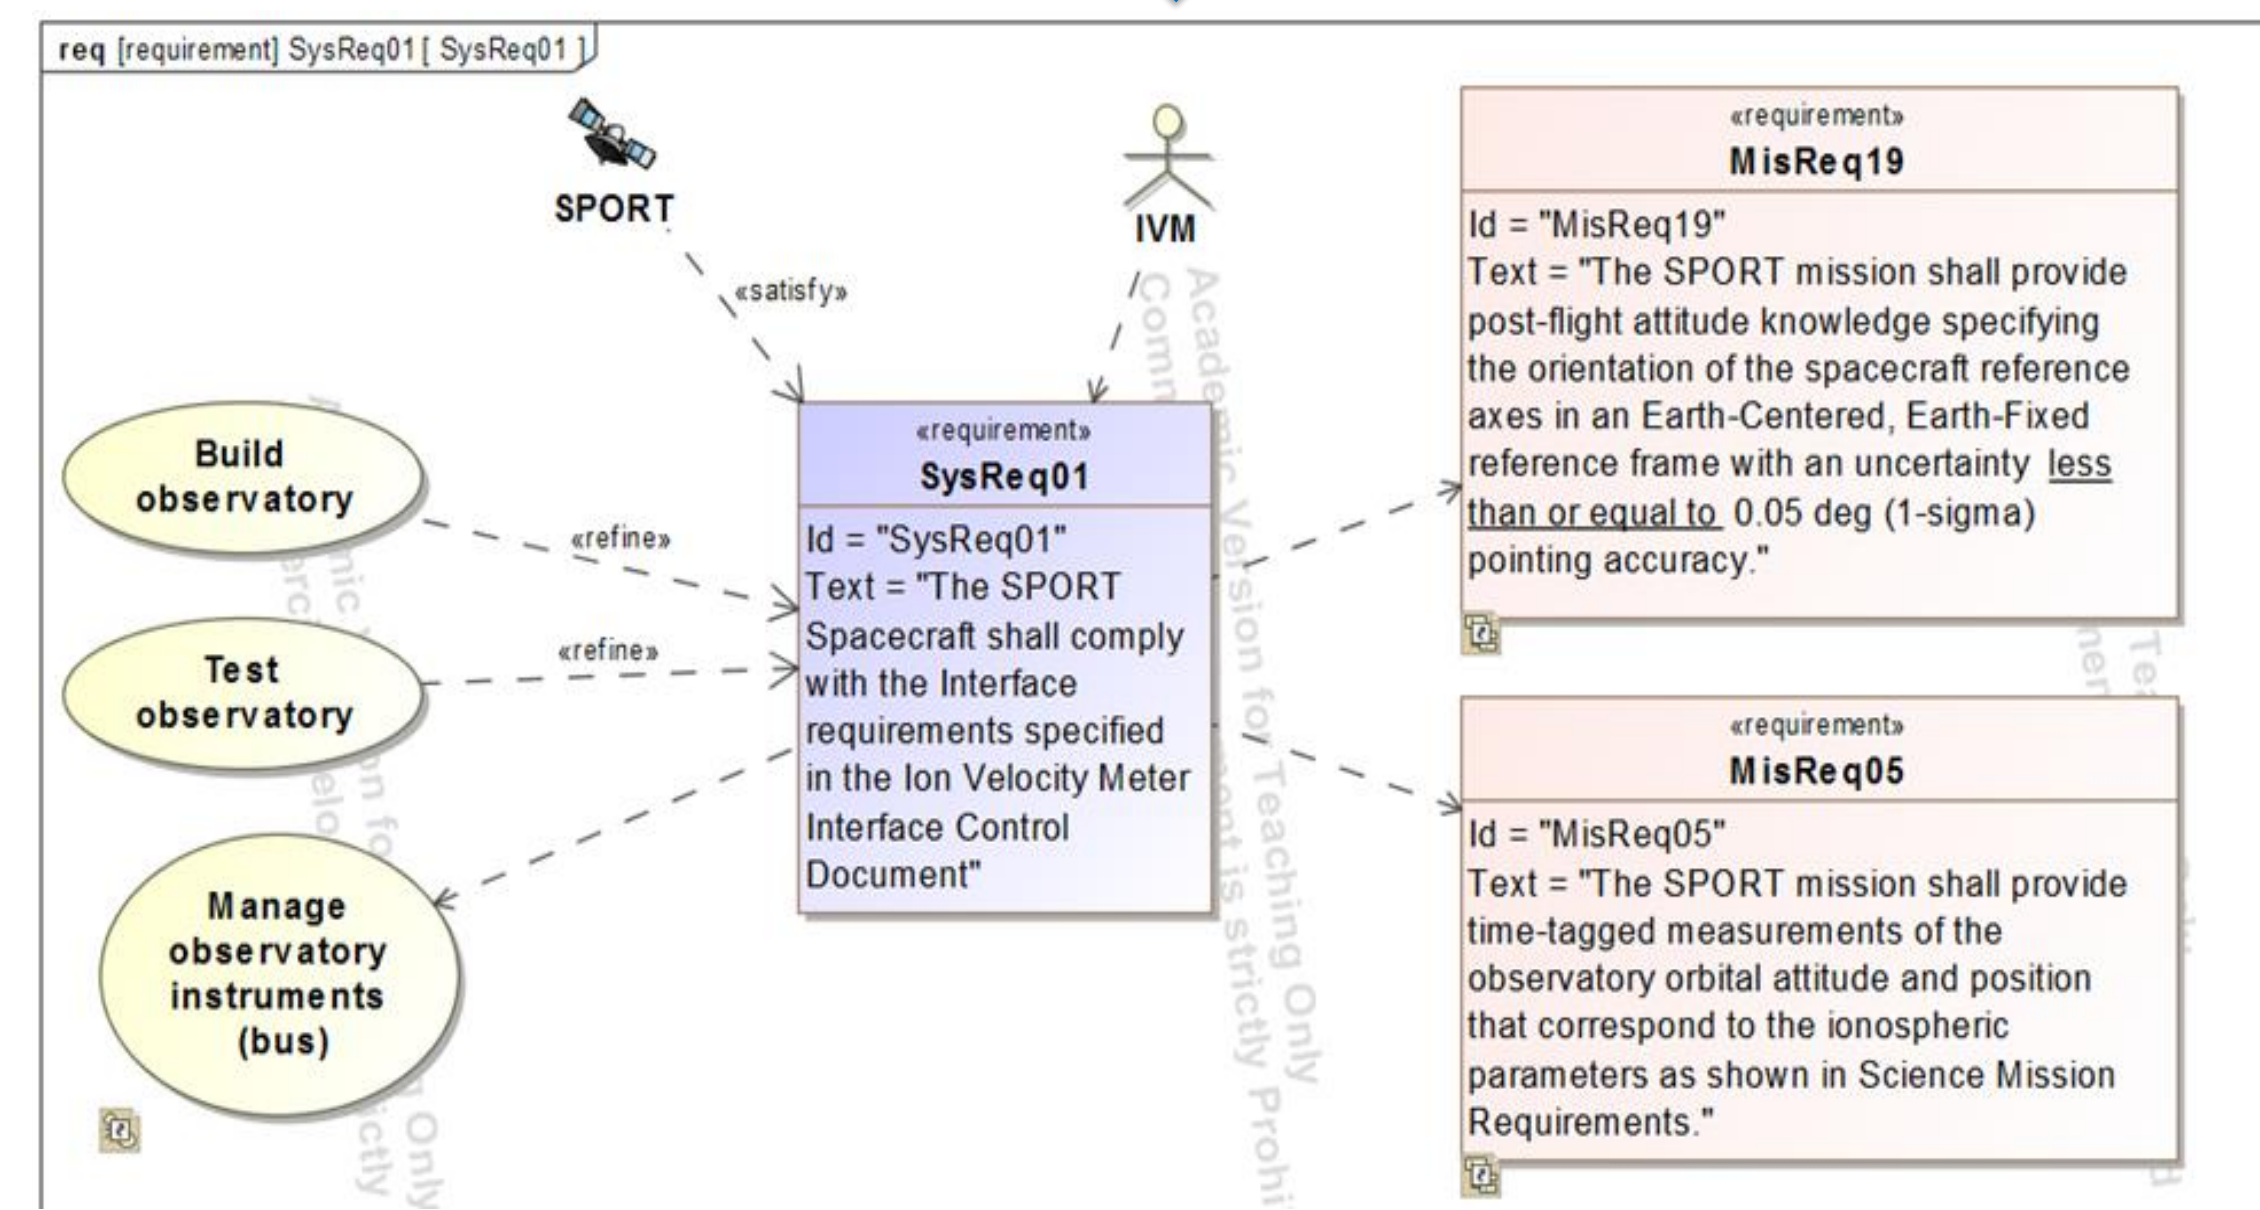 req [requirement] SysReq01 [ SysReq01 ]
SPORT
IVM
«satisfy»
Build
observatory
«refine»
Test
observatory
«refine»
Manage
observatory
instruments
(bus)
«requirement»
SysReq01
Id = "SysReq01"
Text = "The SPORT
Spacecraft shall comply
with the Interface
requirements specified
in the Ion Velocity Meter
Interface Control
Document"
«requirement»
MisReq19
Id = "MisReq19"
Text = "The SPORT mission shall provide
post-flight attitude knowledge specifying
the orientation of the spacecraft reference
axes in an Earth-Centered, Earth-Fixed
reference frame with an uncertainty less
than or equal to 0.05 deg (1-sigma)
pointing accuracy."
«requirement»
MisReq05
Id = "MisReq05"
Text = "The SPORT mission shall provide
time-tagged measurements of the
observatory orbital attitude and position
that correspond to the ionospheric
parameters as shown in Science Mission
Requirements."
Academic Version for Teaching Only
is strictly